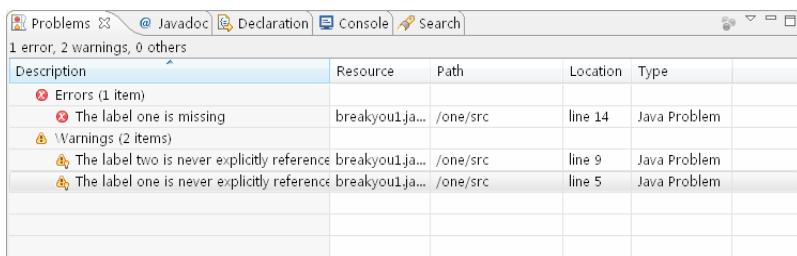 Problems @ Javadoc Declaration Console Search
1 error, 2 warnings, 0 others
Description Resource Path Location Type
Errors (1 item)
The label one is missing breakyou1.ja... /one/src line 14 Java Problem
Warnings (2 items)
The label two is never explicitly reference breakyou1.ja... /one/src line 9 Java Problem
The label one is never explicitly reference breakyou1.ja... /one/src line 5 Java Problem